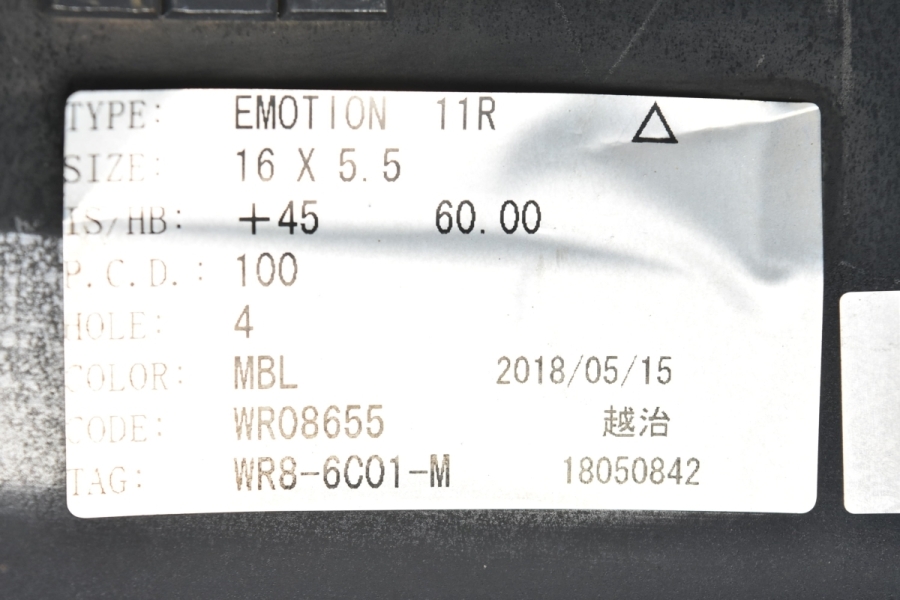 TYPE: EMOTION 11R △
SIZE: 16 X 5.5
IS/HB: +45 60.00
P.C.D.: 100
HOLE: 4
COLOR: MBL 2018/05/15
CODE: WR08655 越治
TAG: WR8-6C01-M 18050842